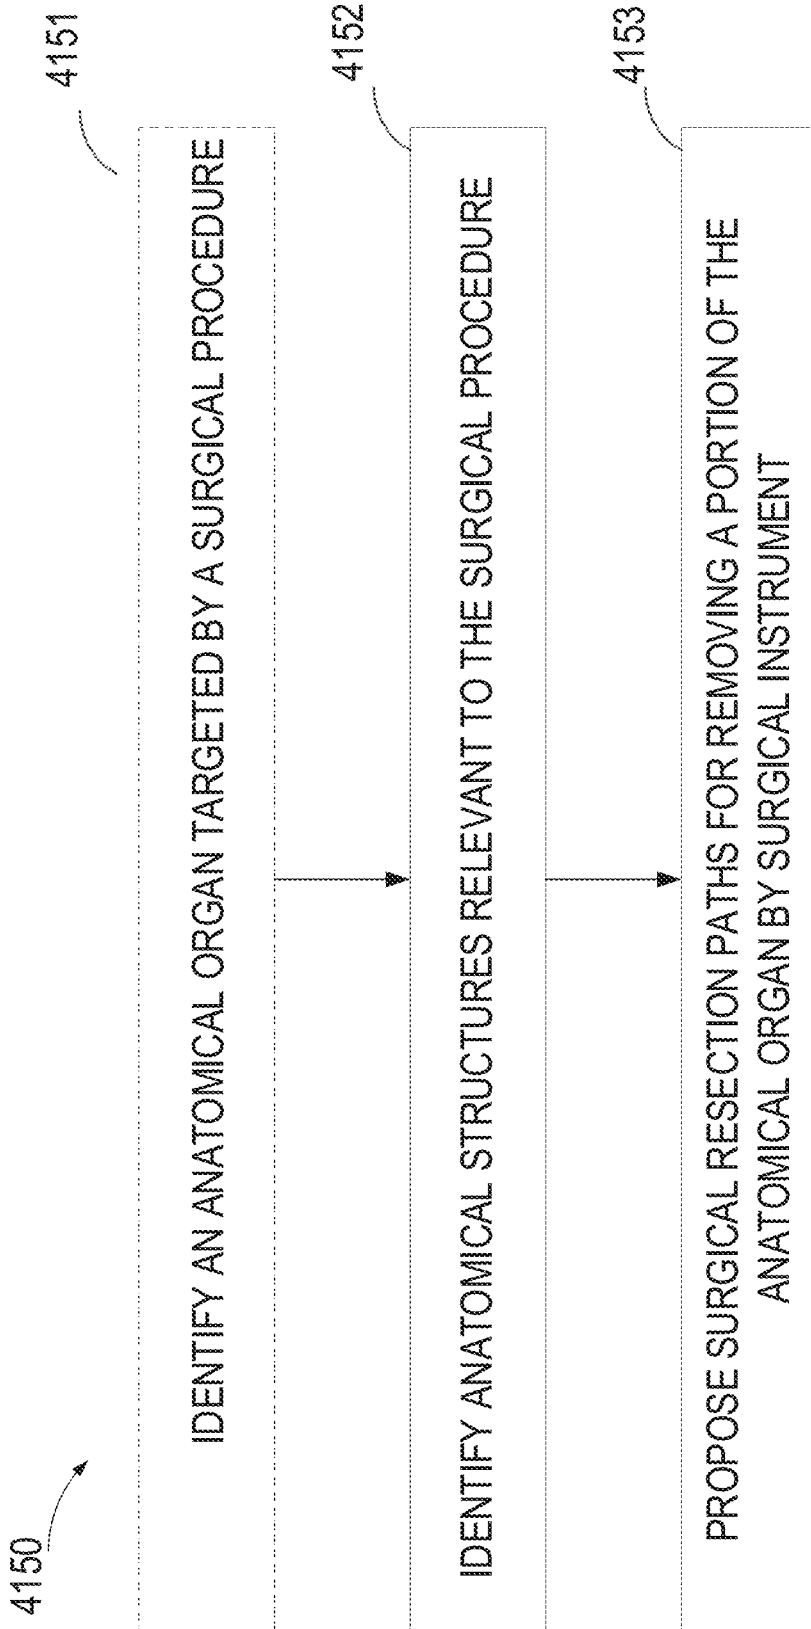 4150
4151
IDENTIFY AN ANATOMICAL ORGAN TARGETED BY A SURGICAL PROCEDURE
4152
IDENTIFY ANATOMICAL STRUCTURES RELEVANT TO THE SURGICAL PROCEDURE
4153
PROPOSE SURGICAL RESECTION PATHS FOR REMOVING A PORTION OF THE
ANATOMICAL ORGAN BY SURGICAL INSTRUMENT